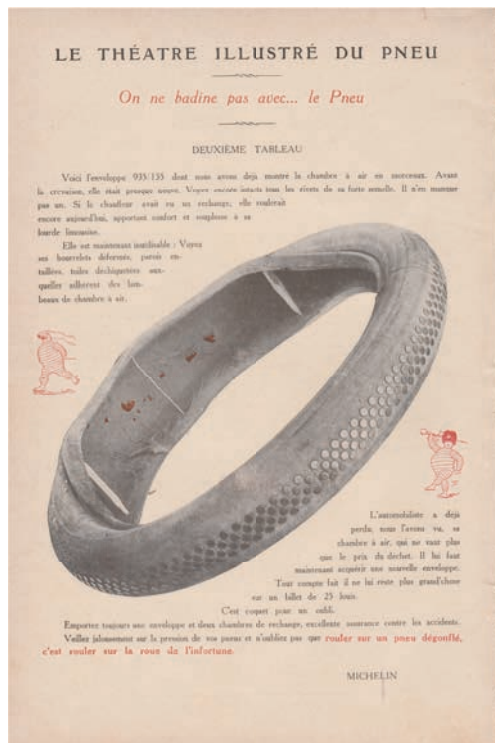 LE THÉATRE ILLUSTRÉ DU PNEU
On ne badine pas avec... le Pneu
DEUXIÈME TABLEAU
Voici l'enveloppe 935/135 dont nous avons déjà montré la chambre à air en morceaux. Avant
la crevaison, elle était presque neuve. Voyez encore intacts tous les rivets de sa forte semelle. Il n'en manque
pas un. Si le chauffeur avait eu un rechange, elle roulerait
encore aujourd'hui, apportant confort et souplesse à sa
lourde limousine.
Elle est maintenant inutilisable : Voyez
ses bourrelets déformés, parois en-
taillées, toiles déchiquetées aux-
quelles adhèrent des lam-
beaux de chambre à air.
L'automobiliste a déjà
perdu, nous l'avons vu, sa
chambre à air, qui ne vaut plus
que le prix du déchet. Il lui faut
maintenant acquérir une nouvelle enveloppe.
Tout compte fait il ne lui reste plus grand'chose
sur un billet de 25 louis.
C'est coquet pour un oubli.
Emportez toujours une enveloppe et deux chambres de rechange, excellente assurance contre les accidents.
Veillez jalousement sur la pression de vos pneus et n'oubliez pas que rouler sur un pneu dégonflé,
c'est rouler sur la roue de l'infortune.
MICHELIN